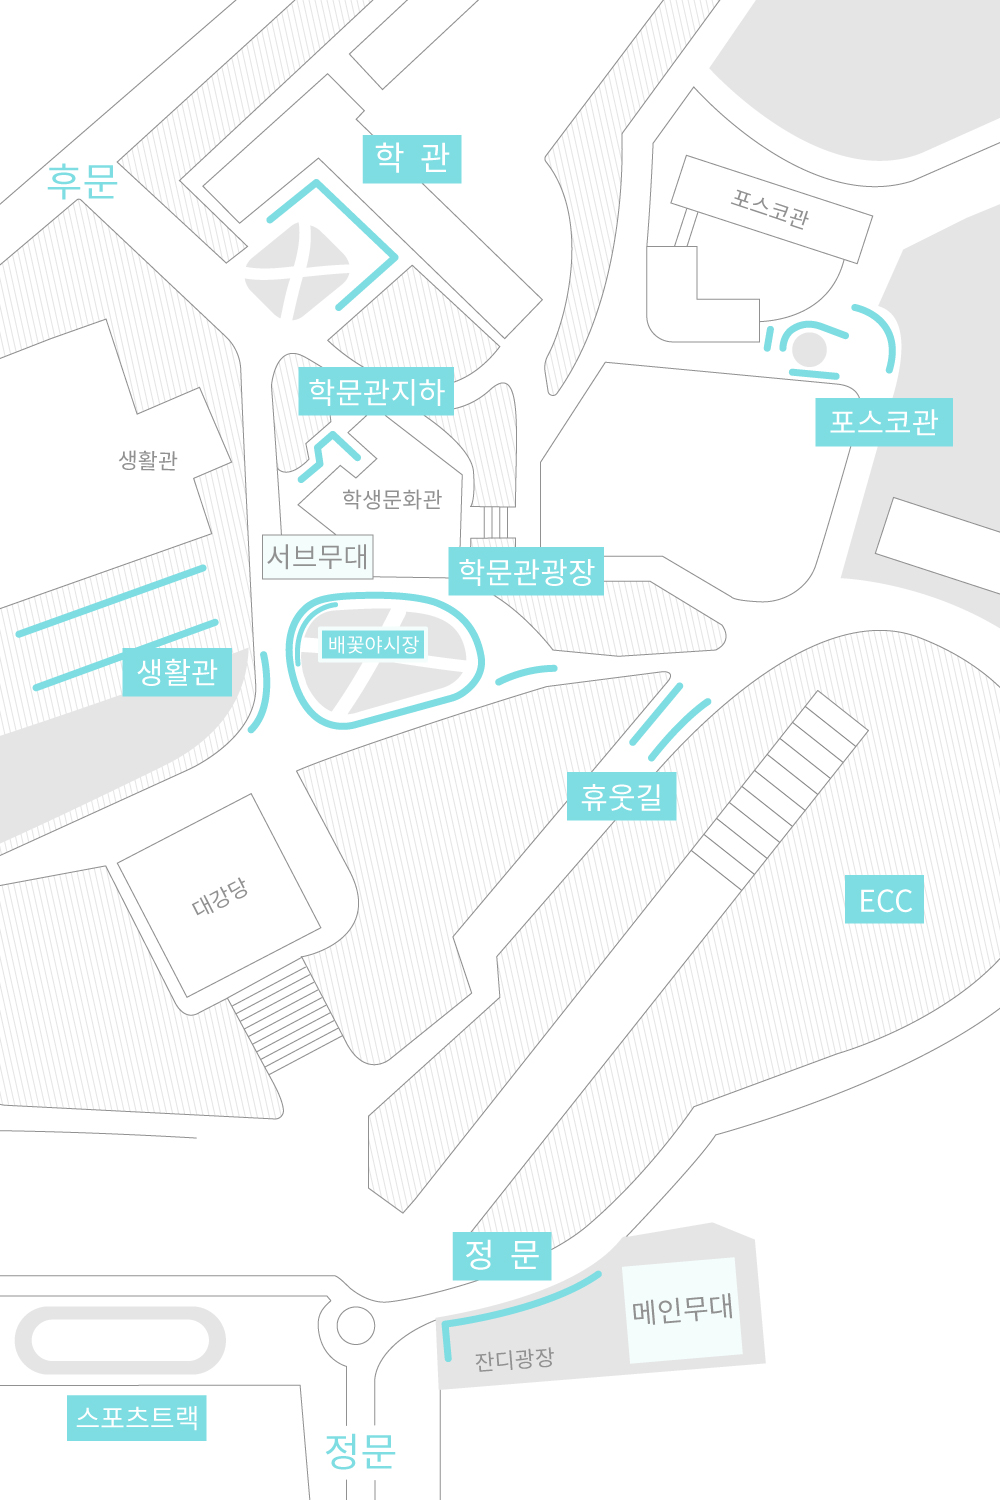 학 관
후문
포스코관
학문관지하
포스코관
생활관
학생문화관
서브무대
학문관광장
배꽃야시장
생활관
휴웃길
대강당
ECC
정 문
메인무대
잔디광장
스포츠트랙
정문